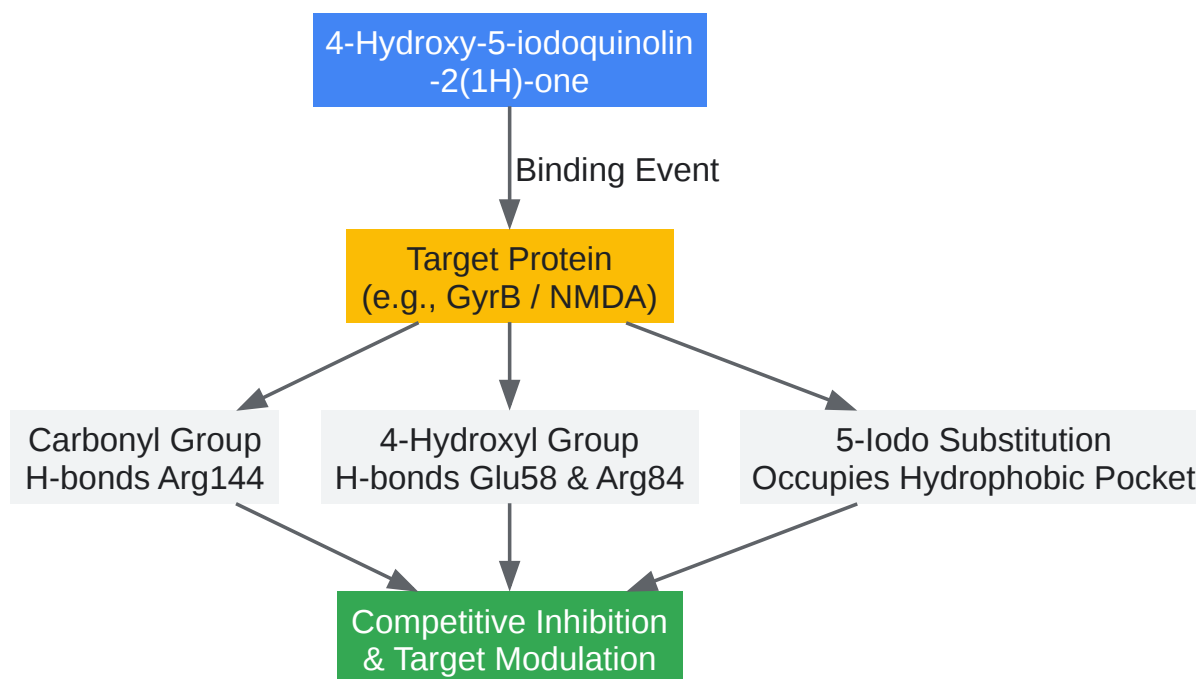 4-Hydroxy-5-iodoquinolin
-2(1H)-one
Binding Event
Target Protein
(e.g., GyrB / NMDA)
Carbonyl Group
H-bonds Arg144
4-Hydroxyl Group
H-bonds Glu58 & Arg84
5-Iodo Substitution
Occupies Hydrophobic Pocket
Competitive Inhibition
& Target Modulation